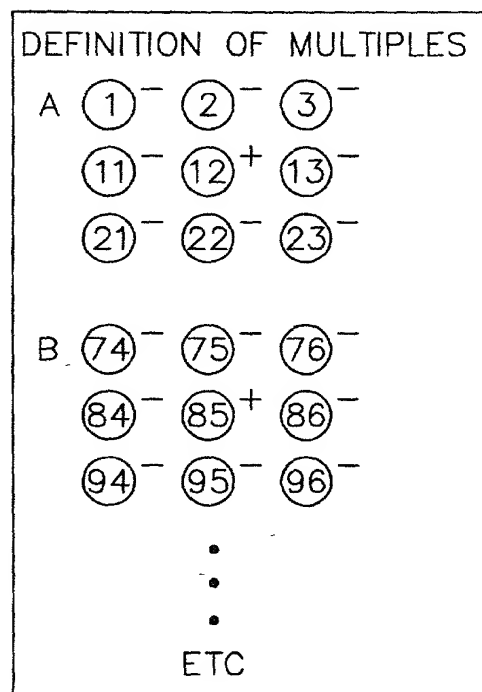 DEFINITION OF MULTIPLES
A 1 - 2 - 3 -
11 - 12 + 13 -
21 - 22 - 23 -
B 74 - 75 - 76 -
84 - 85 + 86 -
94 - 95 - 96 -
ETC